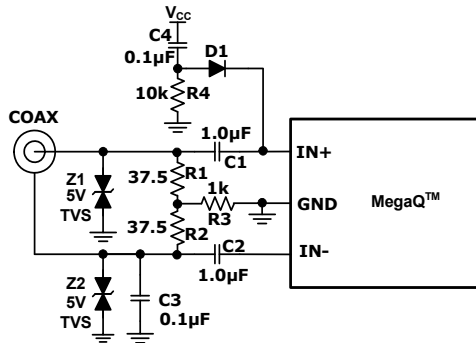 VCC
C4
0.1µF
D1
10k
R4
COAX
1.0µF
C1
IN+
Z1
5V
TVS
37.5
R1
1k
R3
GND
MegaQ™
37.5
R2
C2
1.0µF
IN-
Z2
5V
TVS
C3
0.1µF